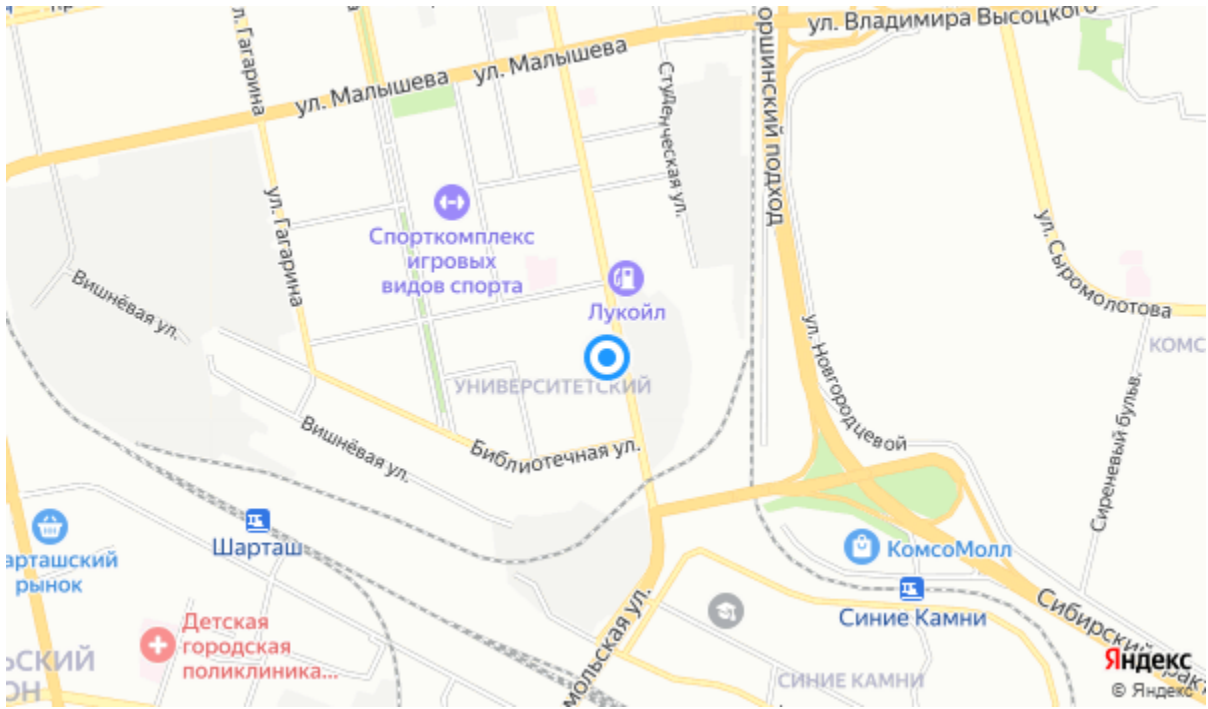 ул. Владимира Высоцкого
ул. Гагарина
ул. Малышева
ул. Малышева
Студенческая ул.
подход
ул. Гагарина
Спорткомплекс
игровых
видов спорта
ул. Сыромолотова
Вишнёвая ул.
Лукойл
ул. Новгородцевой
УНИВЕРСИТЕТСКИЙ
Сиреневый бульв.
Вишнёвая ул.
Библиотечная ул.
Шарташ
рынок
КомсоМолл
Синие Камни
Сибирский
Детская
городская
поликлиника...
СИНИЕ КАМНИ
Яндекс
© Яндекс